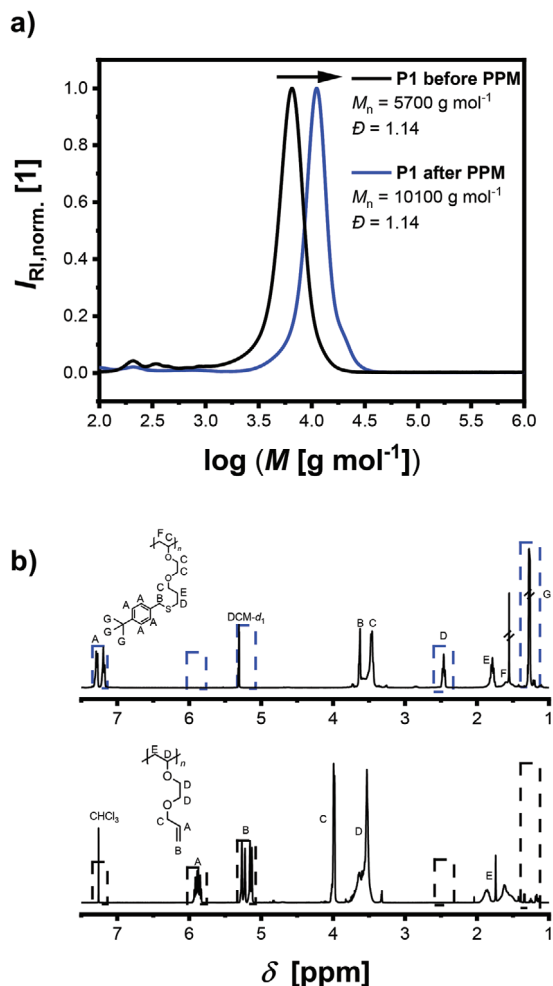 a)
P1 before PPM
Mn = 5700 g mol-1
Đ = 1.14
P1 after PPM
Mn = 10100 g mol-1
Đ = 1.14
IRI,norm. [1]
1.0
0.8
0.6
0.4
0.2
0.0
2.0 2.5 3.0 3.5 4.0 4.5 5.0 5.5 6.0
log (M [g mol-1])
b)
F C n
O C
C
O
C E
B S D
A A
A A
G G G
DCM-d1
A
B C
D
E F
G
7 6 5 4 3 2 1
E D n
O D
D
O
C A
B
CHCl3
A
B
C
D
E
7 6 5 4 3 2 1
δ [ppm]